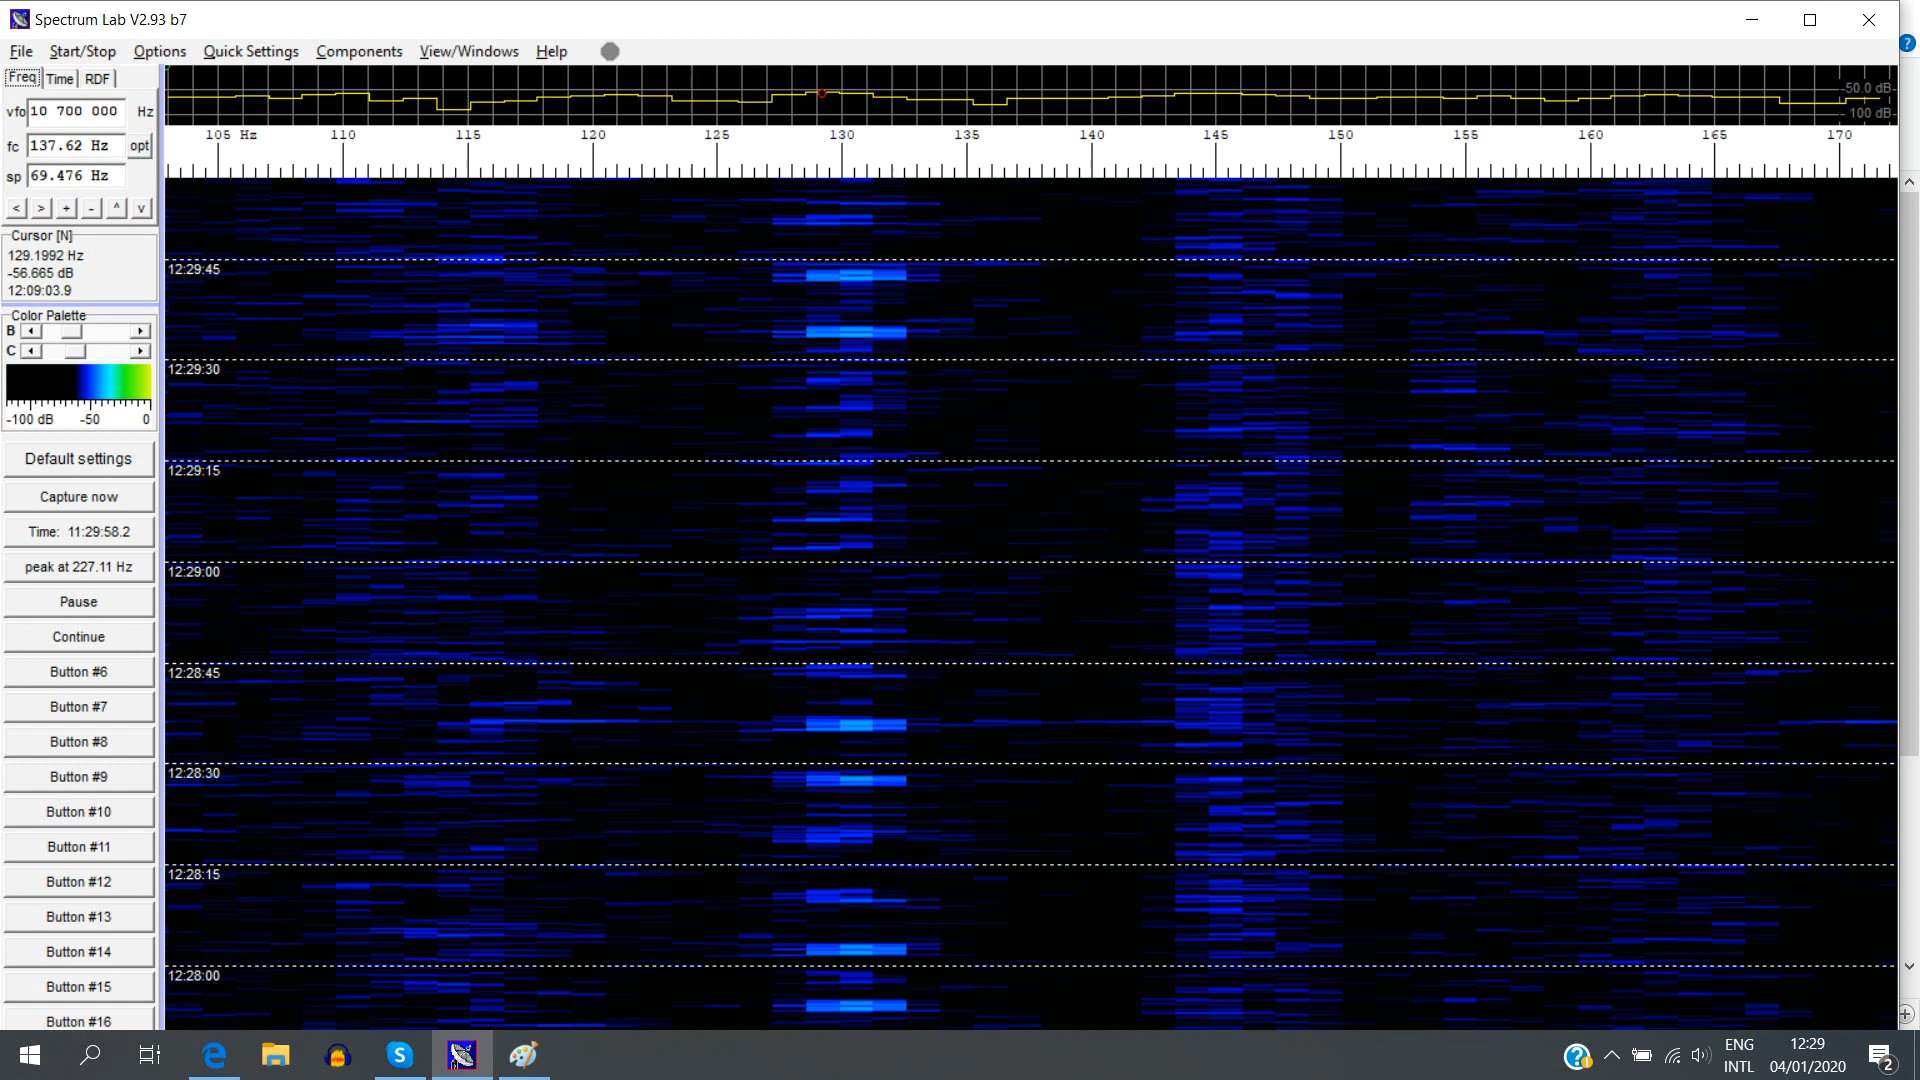 Spectrum Lab V2.93 b7
File Start/Stop Options Quick Settings Components View/Windows Help
Freq Time RDF
vfo 10 700 000 Hz
fc 137.62 Hz opt
sp 69.476 Hz
< > + - ^ v
Cursor [N]
129.1992 Hz
-56.665 dB
12:09:03.9
Color Palette
B
C
-100 dB -50 0
Default settings
Capture now
Time: 11:29:58.2
peak at 227.11 Hz
Pause
Continue
Button #6
Button #7
Button #8
Button #9
Button #10
Button #11
Button #12
Button #13
Button #14
Button #15
Button #16
-50.0 dB
-100 dB
105 Hz 110 115 120 125 130 135 140 145 150 155 160 165 170
12:29:45
12:29:30
12:29:15
12:29:00
12:28:45
12:28:30
12:28:15
12:28:00
ENG
INTL
12:29
04/01/2020
2